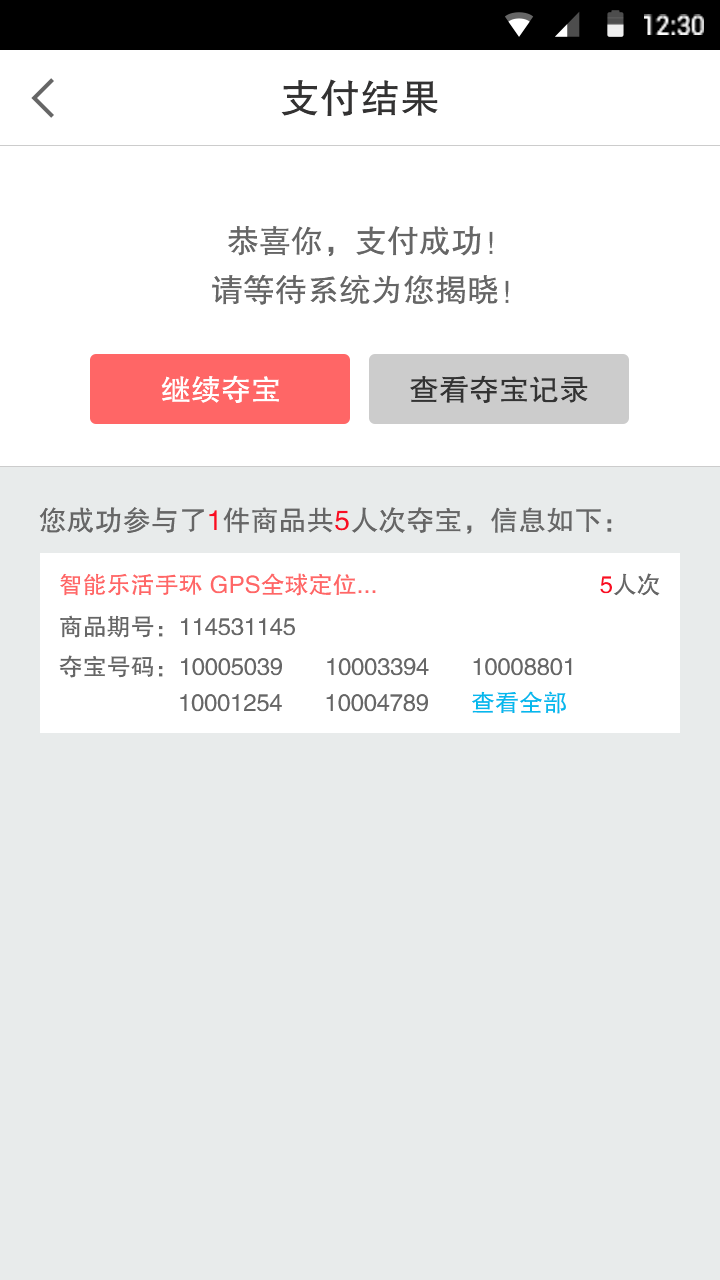 12:30
支付结果
恭喜你，支付成功！
请等待系统为您揭晓！
继续夺宝 查看夺宝记录
您成功参与了1件商品共5人次夺宝，信息如下：
智能乐活手环 GPS全球定位... 5人次
商品期号：114531145
夺宝号码：10005039 10003394 10008801
10001254 10004789 查看全部